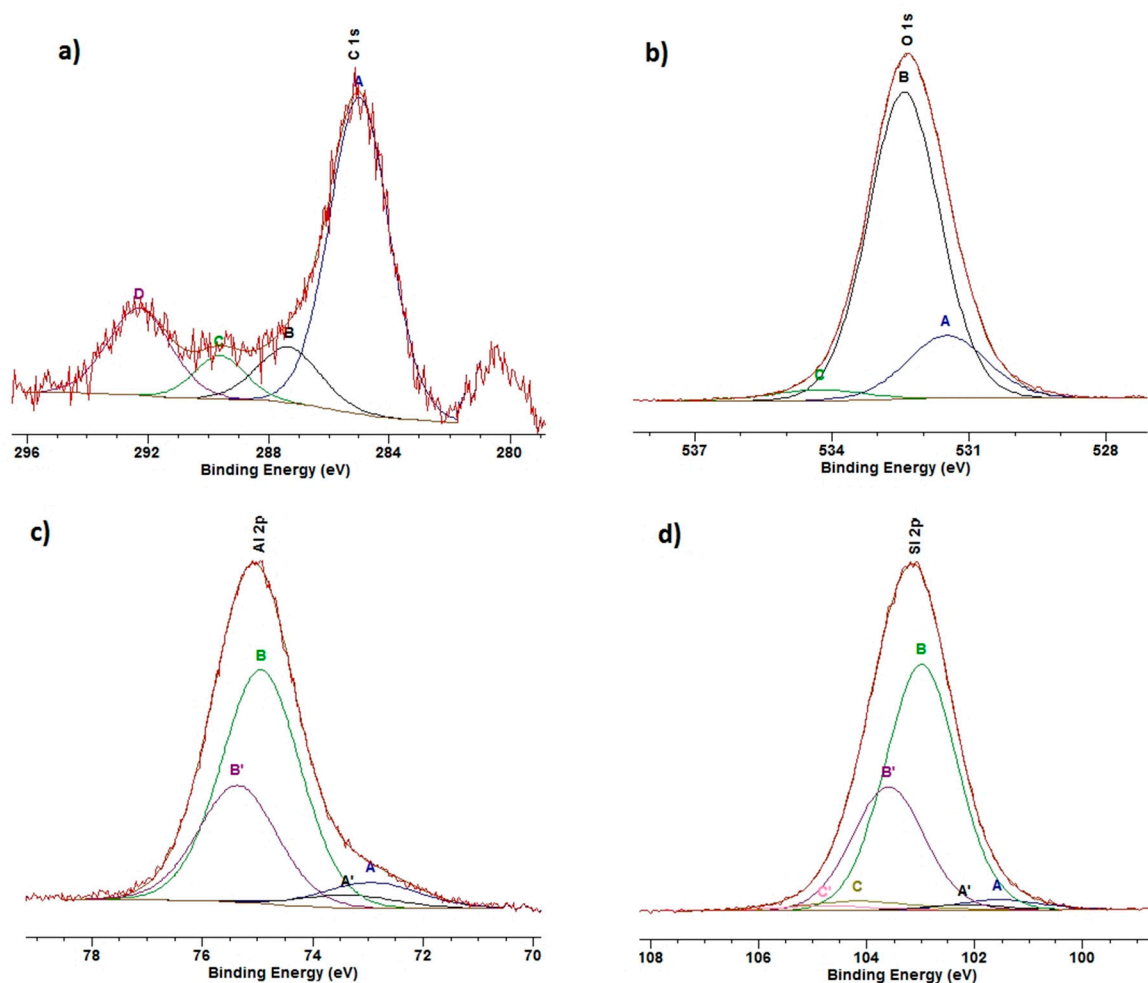 a)
C 1s
A
B
C
D
296 292 288 284 280
Binding Energy (eV)
b)
O 1s
B
A
C
537 534 531 528
Binding Energy (eV)
c)
Al 2p
B
B'
A'
A
78 76 74 72 70
Binding Energy (eV)
d)
Si 2p
B
B'
C'
C
A'
A
108 106 104 102 100
Binding Energy (eV)